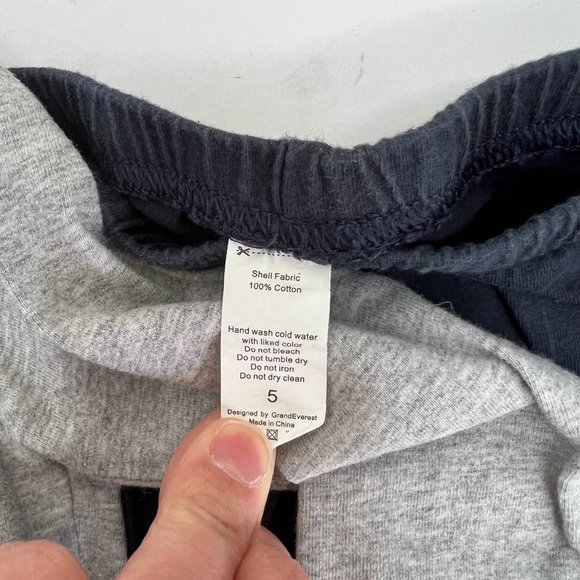 Shell Fabric
100% Cotton
Hand wash cold water
with liked color
Do not bleach
Do not tumble dry
Do not iron
Do not dry clean
5
Designed by GrandEverest
Made in China